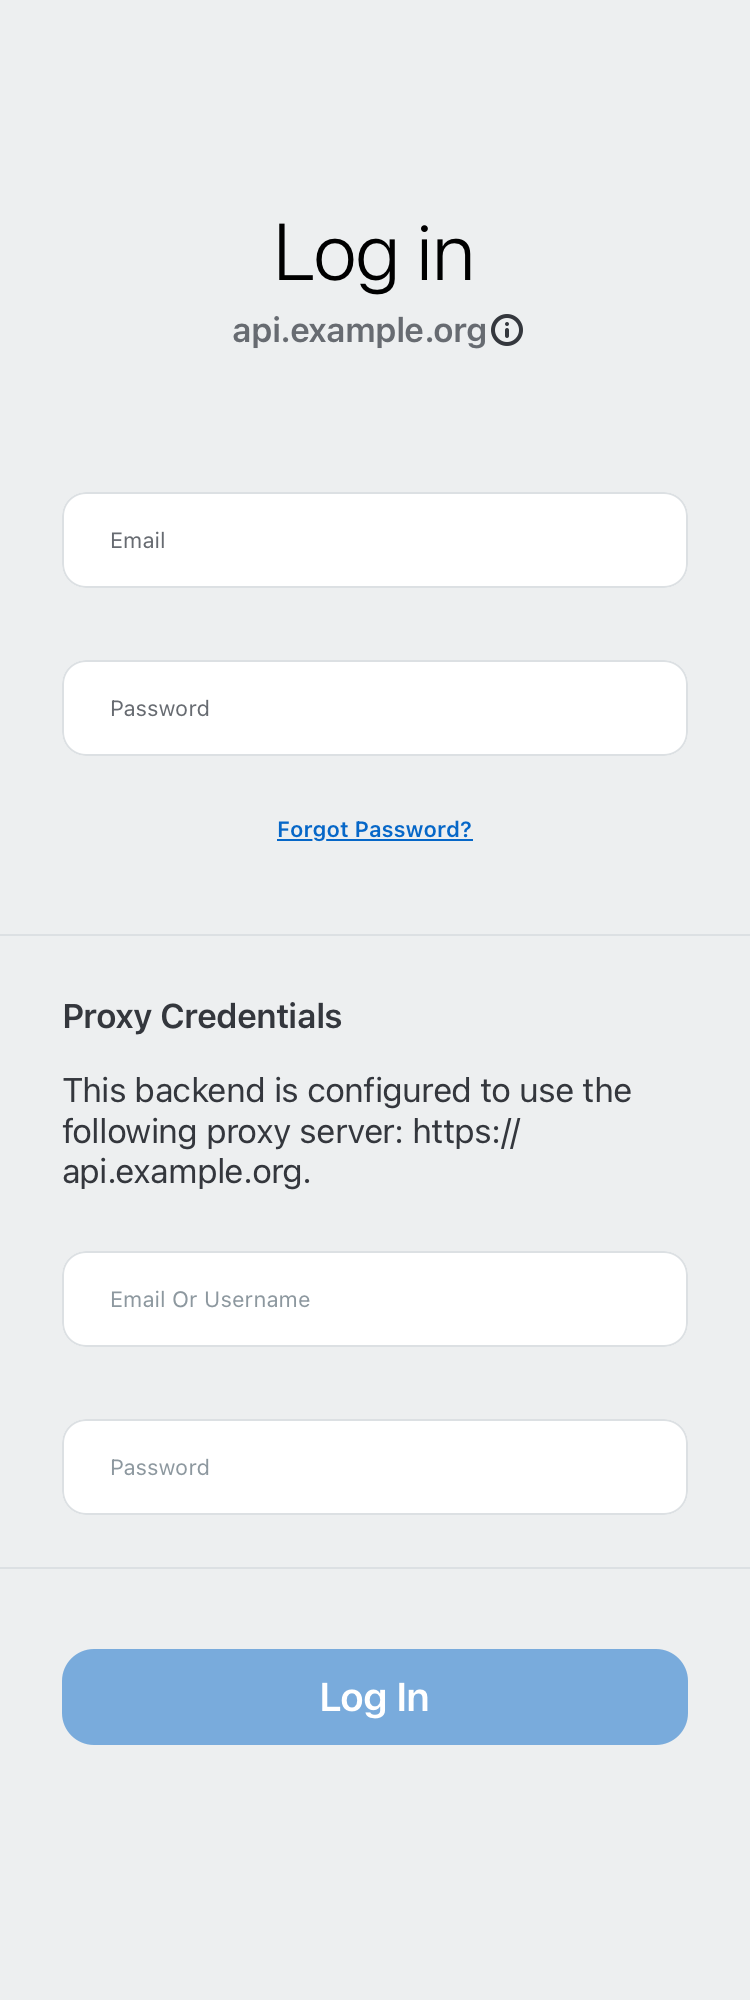 Log in
api.example.org
Email
Password
Forgot Password?
Proxy Credentials
This backend is configured to use the
following proxy server: https://
api.example.org.
Email Or Username
Password
Log In